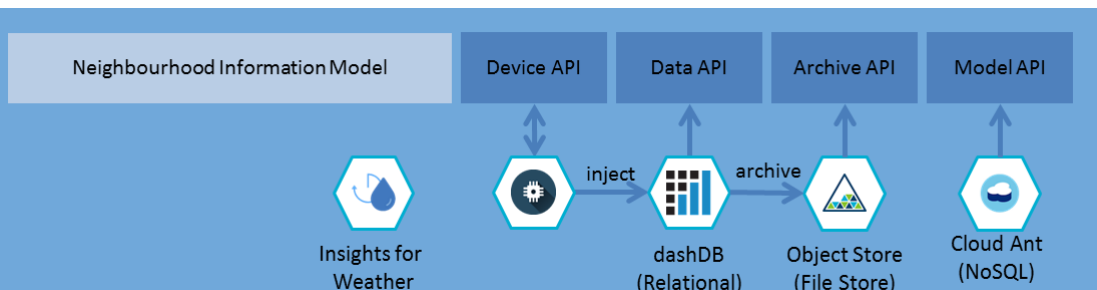 Neighbourhood Information Model
Device API
Data API
Archive API
Model API
inject
archive
Insights for
Weather
dashDB
(Relational)
Object Store
(File Store)
Cloud Ant
(NoSQL)